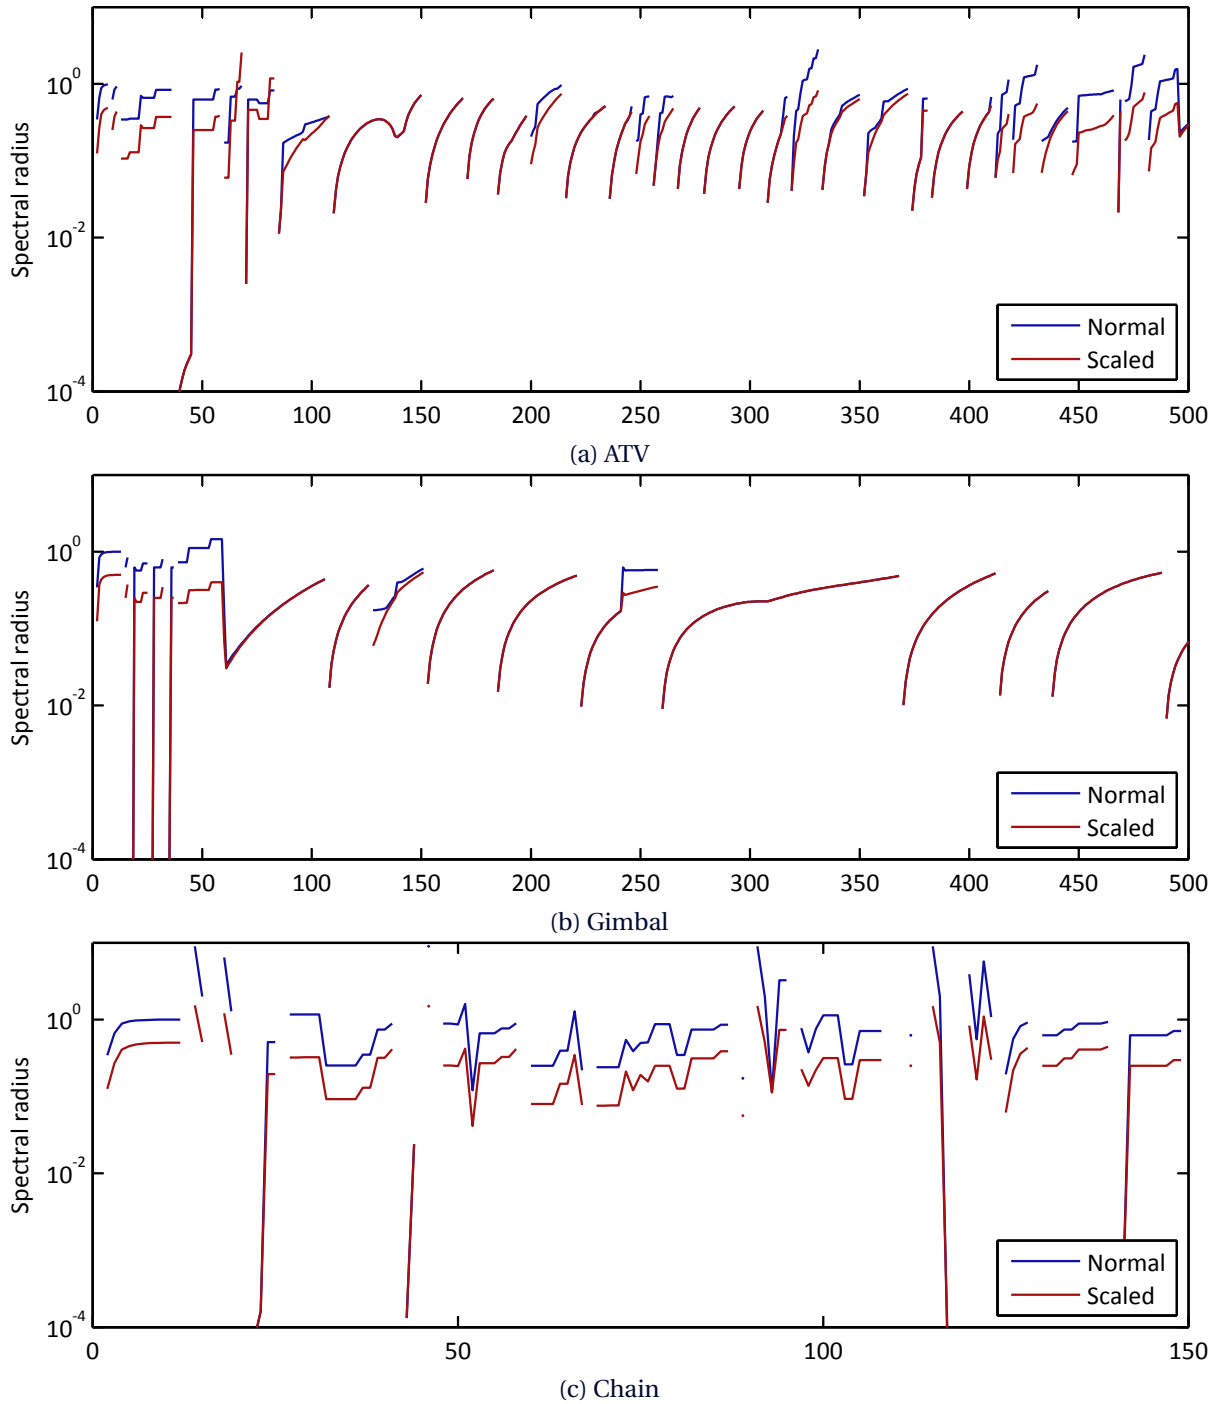 10^0
10^-2
10^-4
Spectral radius
Normal
Scaled
0 50 100 150 200 250 300 350 400 450 500
(a) ATV
10^0
10^-2
10^-4
Spectral radius
Normal
Scaled
0 50 100 150 200 250 300 350 400 450 500
(b) Gimbal
10^0
10^-2
10^-4
Spectral radius
Normal
Scaled
0 50 100 150
(c) Chain